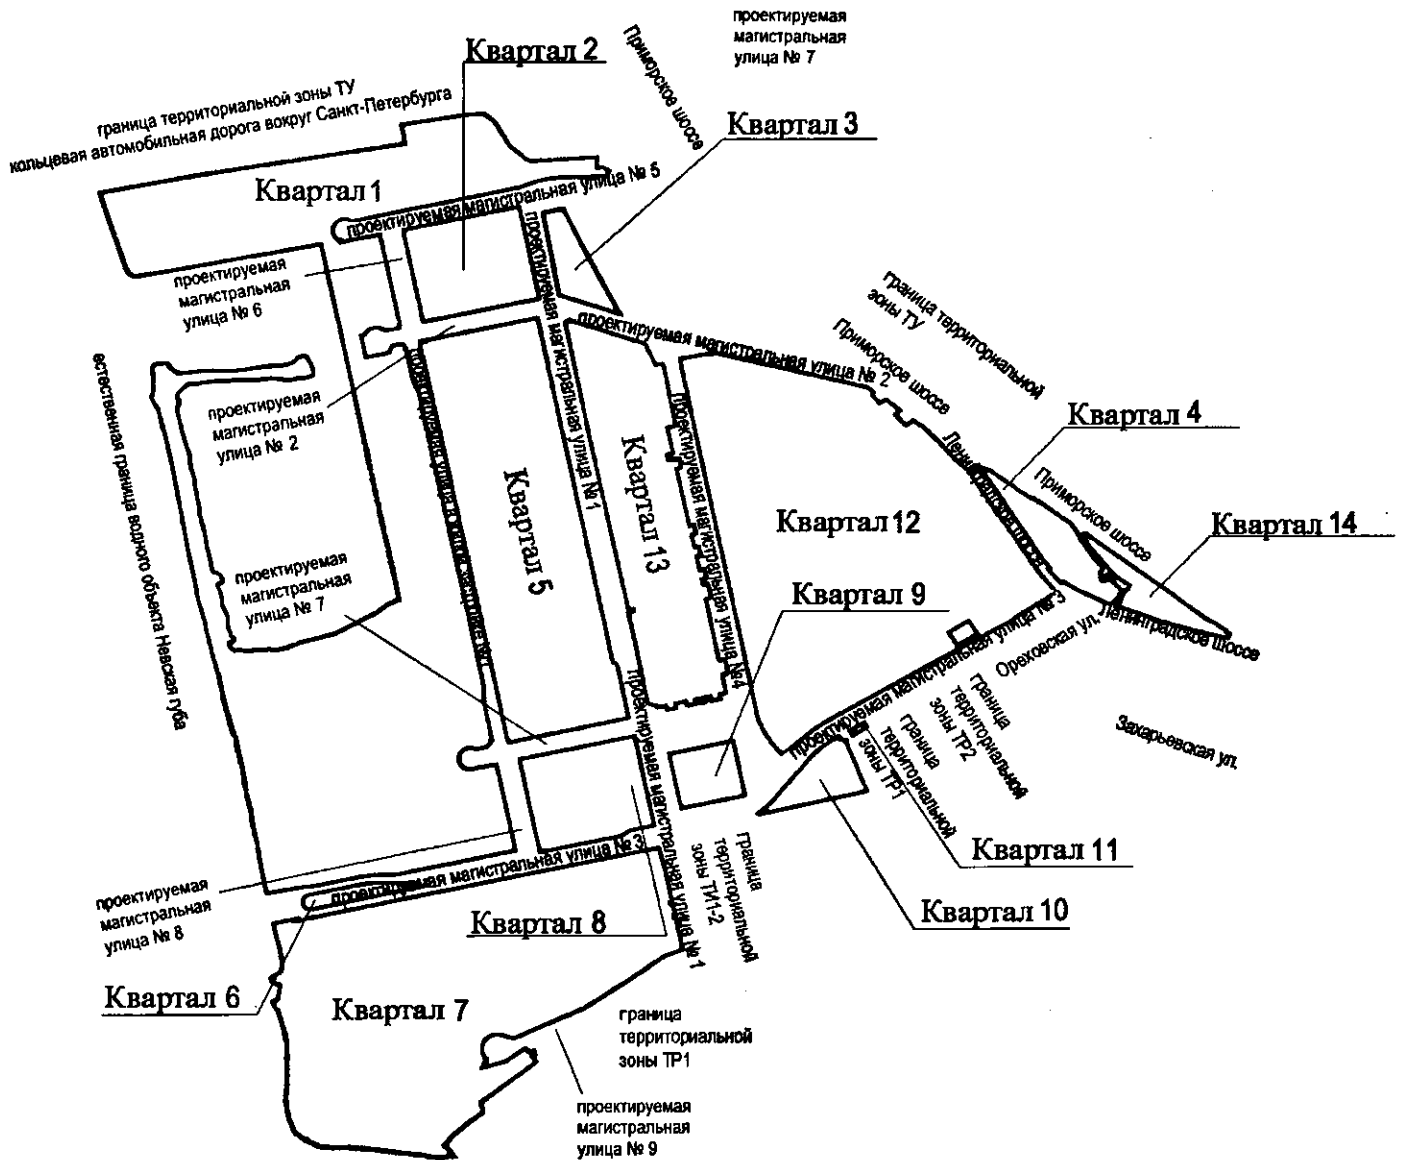 проектируемая
магистральная
улица № 7
Квартал 2
Приморское шоссе
граница территориальной зоны ТУ
кольцевая автомобильная дорога вокруг Санкт-Петербурга
Квартал 3
Квартал 1
проектируемая магистральная улица № 5
проектируемая
магистральная
улица № 6
проектируемая магистральная улица № 1
проектируемая магистральная улица № 2
граница территориальной
зоны ТУ
Приморское шоссе
естественная граница водного объекта Невская губа
проектируемая
магистральная
улица № 2
Квартал 4
Ленинградское шоссе
Приморское шоссе
Квартал 5
Квартал 13
проектируемая магистральная улица №4
Квартал 12
Квартал 14
проектируемая
магистральная
улица № 7
Квартал 9
проектируемая магистральная улица № 3
Ореховская ул.
Ленинградское шоссе
Захарьевская ул.
граница
территориальной
зоны ТР2
граница
территориальной
зоны ТР1
проектируемая магистральная улица № 1
Квартал 11
Квартал 10
граница
территориальной
зоны ТИ1-2
проектируемая магистральная улица № 3
проектируемая
магистральная
улица № 8
Квартал 8
Квартал 6
Квартал 7
граница
территориальной
зоны ТР1
проектируемая
магистральная
улица № 9